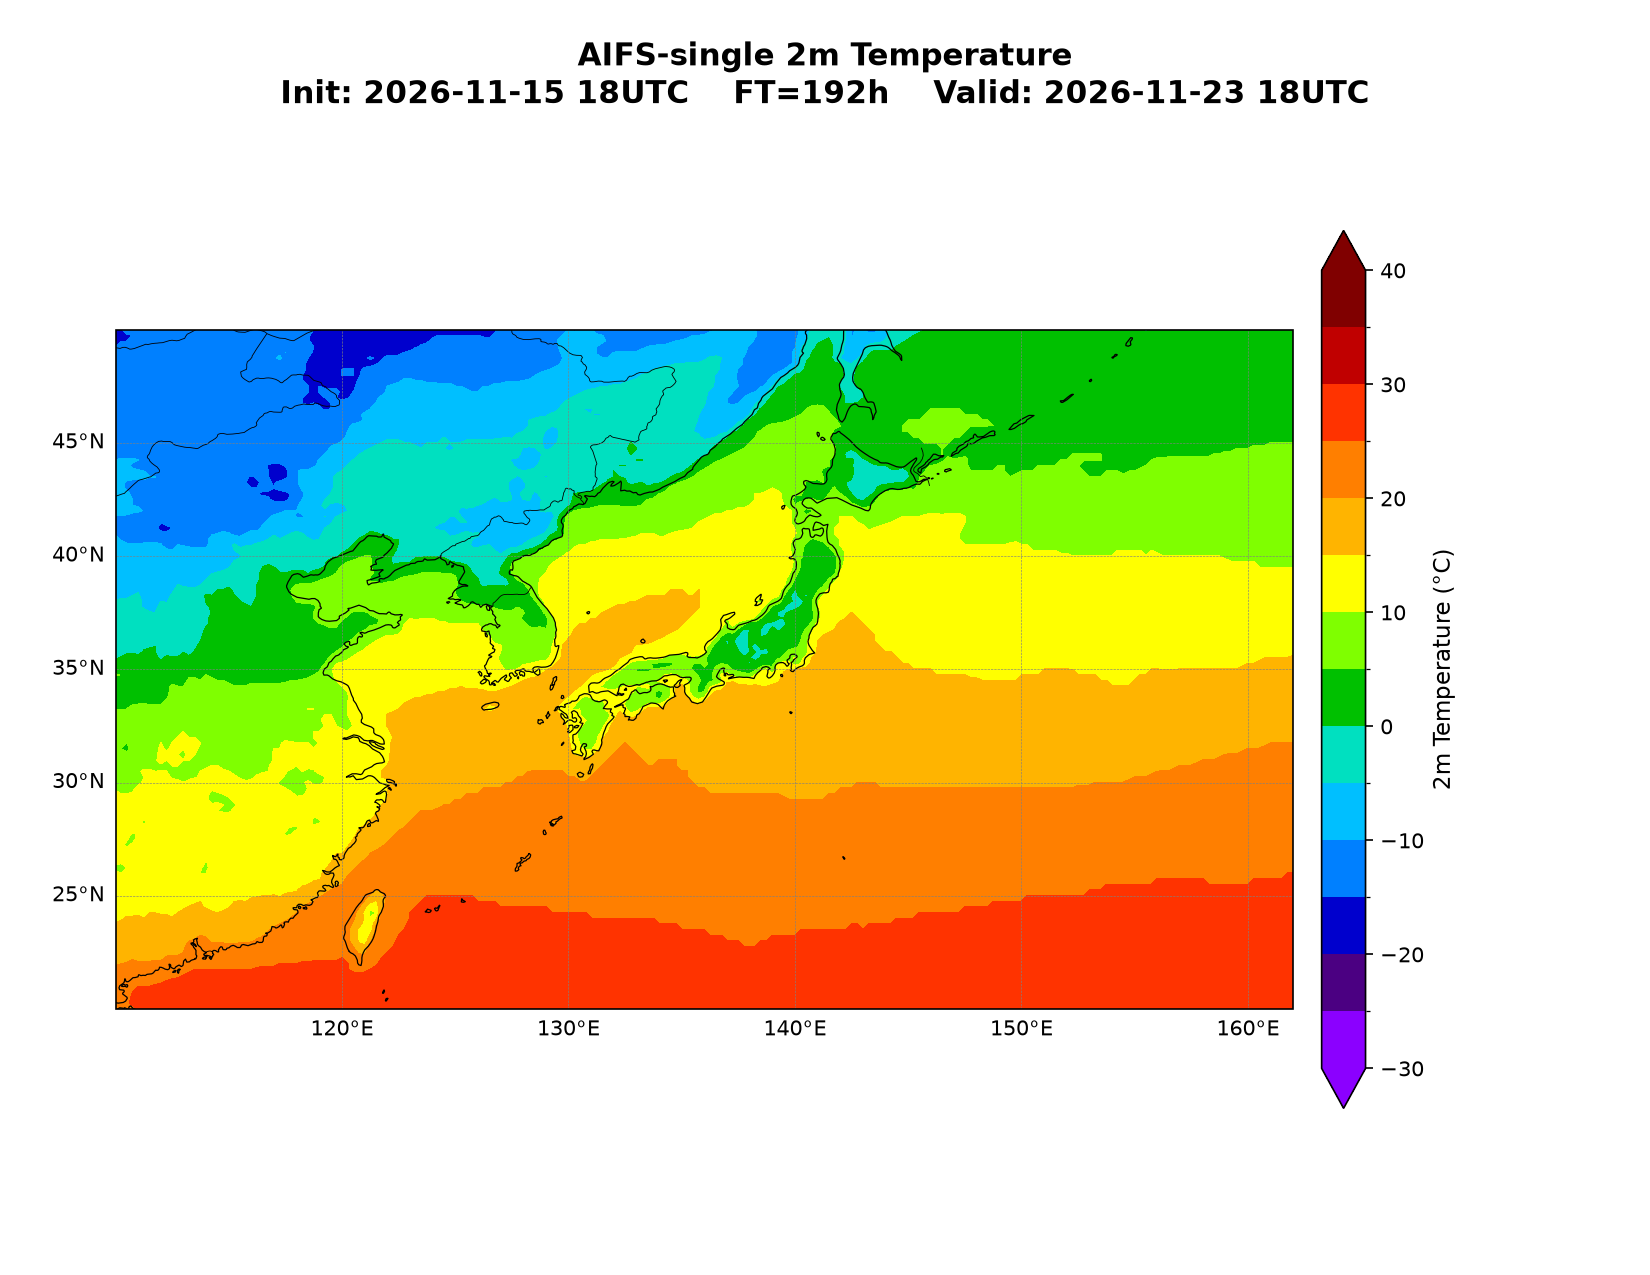 AIFS-single 2m Temperature
Init: 2026-11-15 18UTC    FT=192h    Valid: 2026-11-23 18UTC
45°N
40°N
35°N
30°N
25°N
120°E
130°E
140°E
150°E
160°E
40
30
20
10
0
−10
−20
−30
2m Temperature (°C)